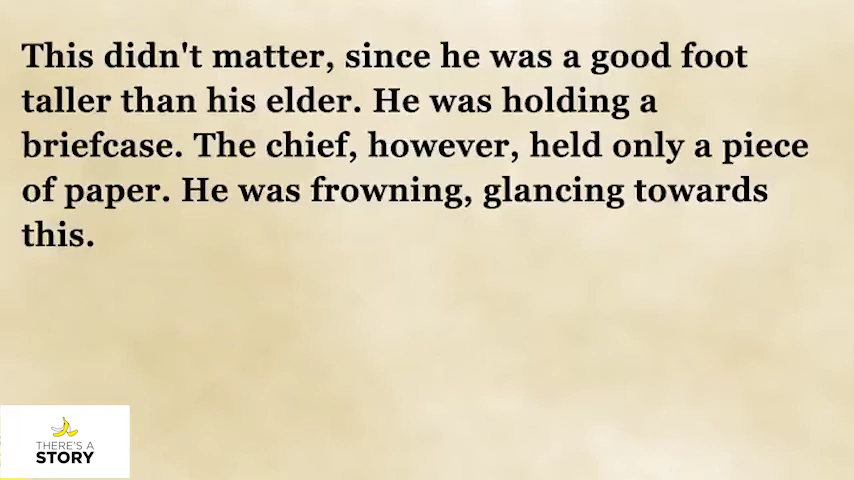 This didn't matter, since he was a good foot
taller than his elder. He was holding a
briefcase. The chief, however, held only a piece
of paper. He was frowning, glancing towards
this.
THERE'S A
STORY